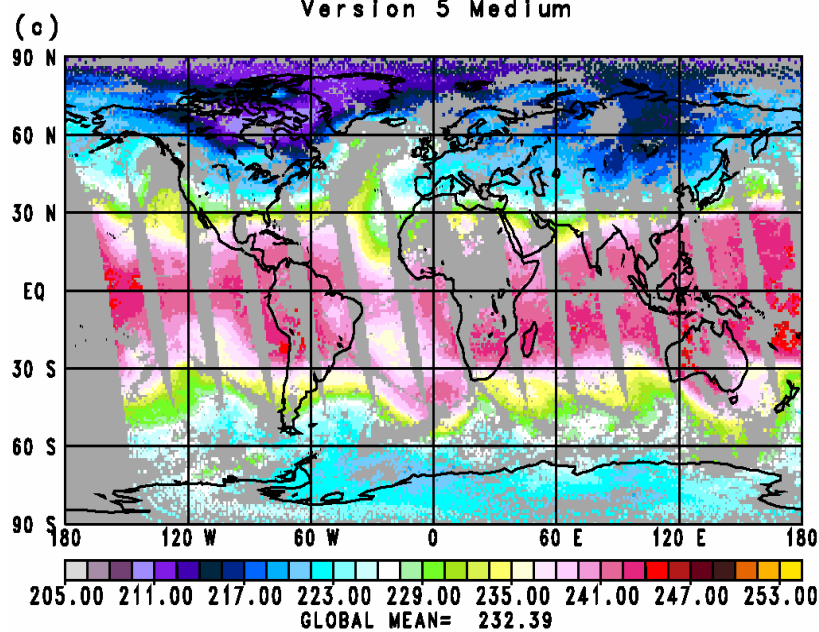 Version 5 Medium
(c)
90 N
60 N
30 N
EQ
30 S
60 S
90 S
180 120 W 60 W 0 60 E 120 E 180
205.00 211.00 217.00 223.00 229.00 235.00 241.00 247.00 253.00
GLOBAL MEAN= 232.39